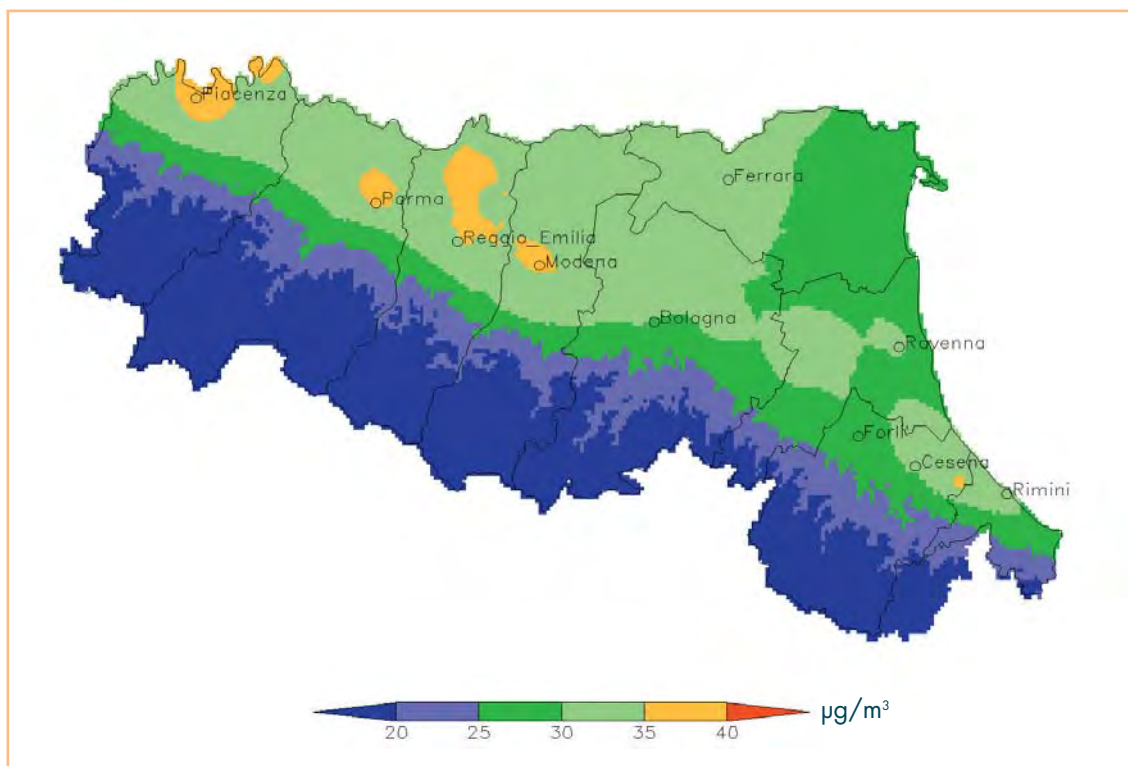 Piacenza
Ferrara
Parma
Reggio_Emilia
Modena
Bologna
Ravenna
Forlì
Cesena
Rimini
µg/m³
20 25 30 35 40